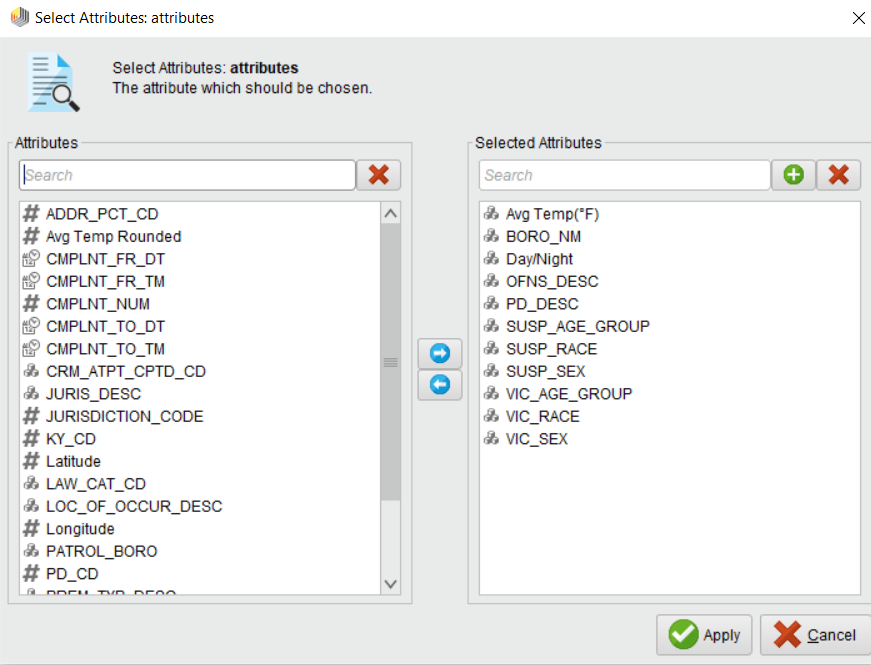 Select Attributes: attributes
Select Attributes: attributes
The attribute which should be chosen.
Attributes
Search
ADDR_PCT_CD
Avg Temp Rounded
CMPLNT_FR_DT
CMPLNT_FR_TM
CMPLNT_NUM
CMPLNT_TO_DT
CMPLNT_TO_TM
CRM_ATPT_CPTD_CD
JURIS_DESC
JURISDICTION_CODE
KY_CD
Latitude
LAW_CAT_CD
LOC_OF_OCCUR_DESC
Longitude
PATROL_BORO
PD_CD
Selected Attributes
Search
Avg Temp(°F)
BORO_NM
Day/Night
OFNS_DESC
PD_DESC
SUSP_AGE_GROUP
SUSP_RACE
SUSP_SEX
VIC_AGE_GROUP
VIC_RACE
VIC_SEX
Apply
Cancel